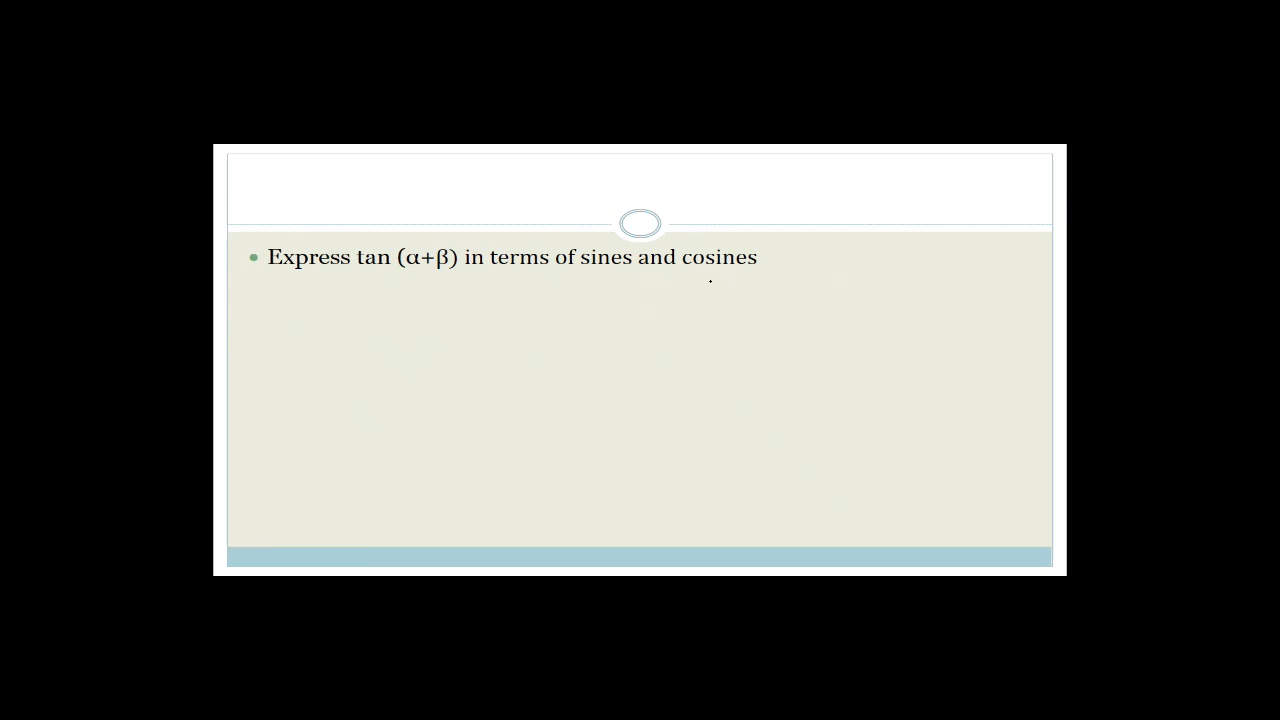 Express tan (α+β) in terms of sines and cosines